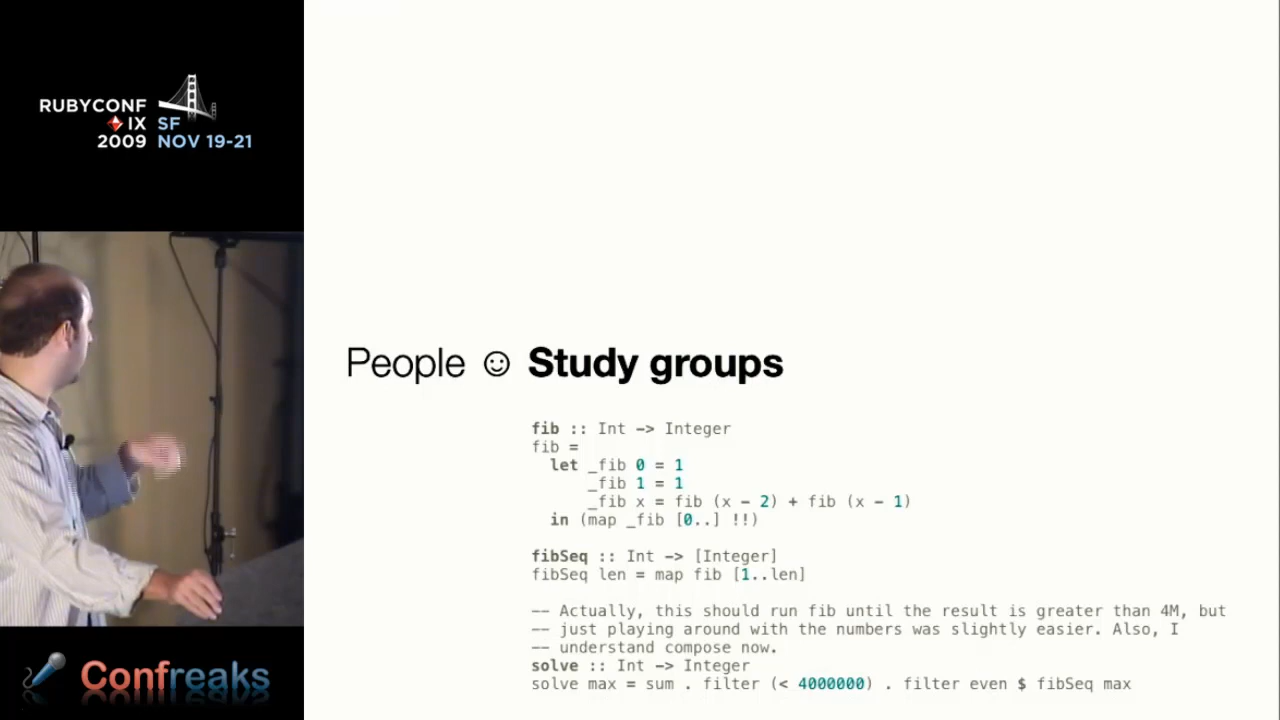 RUBYCONF
IX SF
2009 NOV 19-21
People ☺ Study groups
fib :: Int -> Integer
fib =
  let _fib 0 = 1
      _fib 1 = 1
      _fib x = fib (x - 2) + fib (x - 1)
  in (map _fib [0..] !!)
fibSeq :: Int -> [Integer]
fibSeq len = map fib [1..len]
-- Actually, this should run fib until the result is greater than 4M, but
-- just playing around with the numbers was slightly easier. Also, I
-- understand compose now.
solve :: Int -> Integer
solve max = sum . filter (< 4000000) . filter even $ fibSeq max
Confreaks